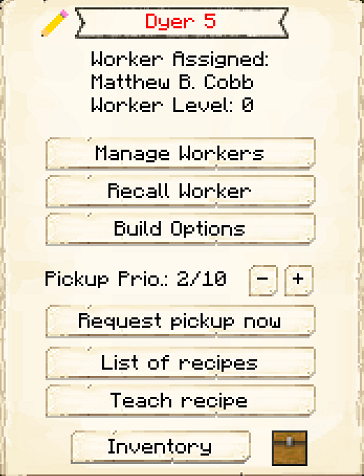 Dyer 5
Worker Assigned:
Matthew B. Cobb
Worker Level: 0
Manage Workers
Recall Worker
Build Options
Pickup Prio.: 2/10 - +
Request pickup now
List of recipes
Teach recipe
Inventory